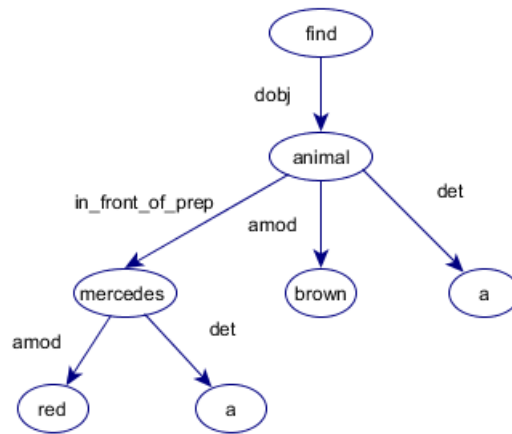 find
dobj
animal
in_front_of_prep
amod
det
mercedes
brown
a
amod
det
red
a